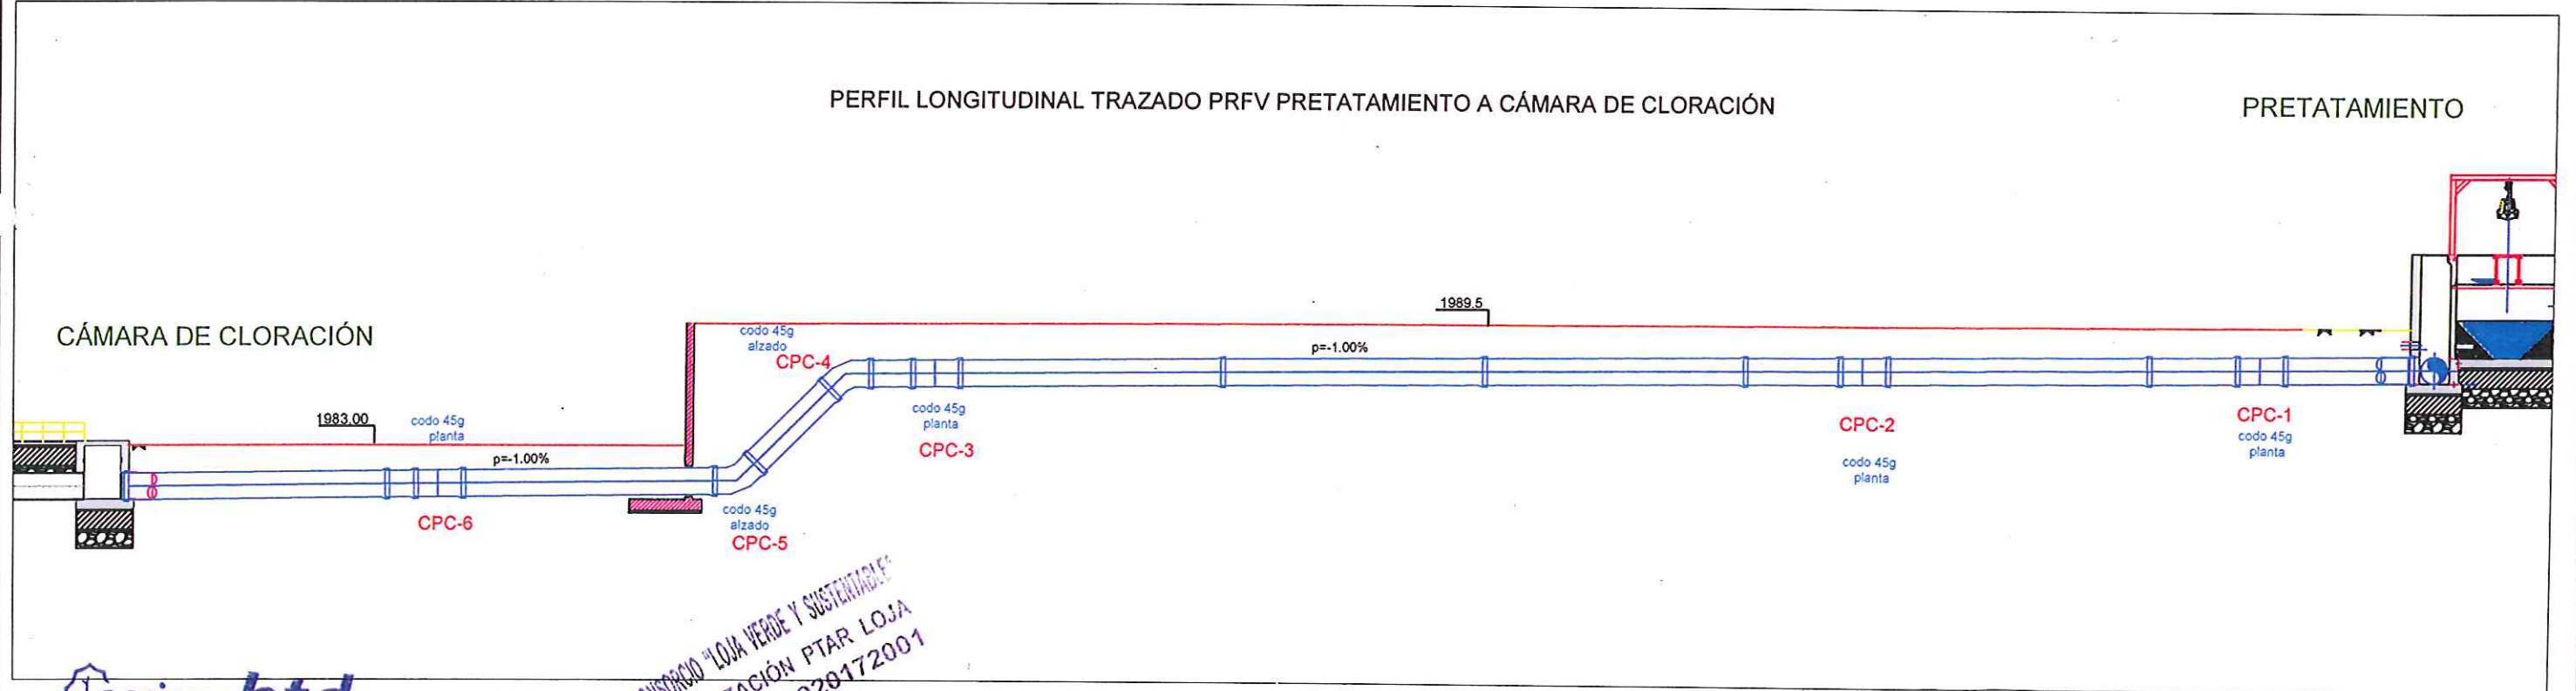 PERFIL LONGITUDINAL TRAZADO PRFV PRETATAMIENTO A CÁMARA DE CLORACIÓN
PRETATAMIENTO
CÁMARA DE CLORACIÓN
1989.5
codo 45g
alzado
CPC-4
p=-1.00%
1983.00
codo 45g
planta
p=-1.00%
codo 45g
planta
CPC-3
CPC-2
codo 45g
planta
CPC-1
codo 45g
planta
CPC-6
codo 45g
alzado
CPC-5
"LOJA VERDE Y SUSTENTABLE"
PTAR LOJA